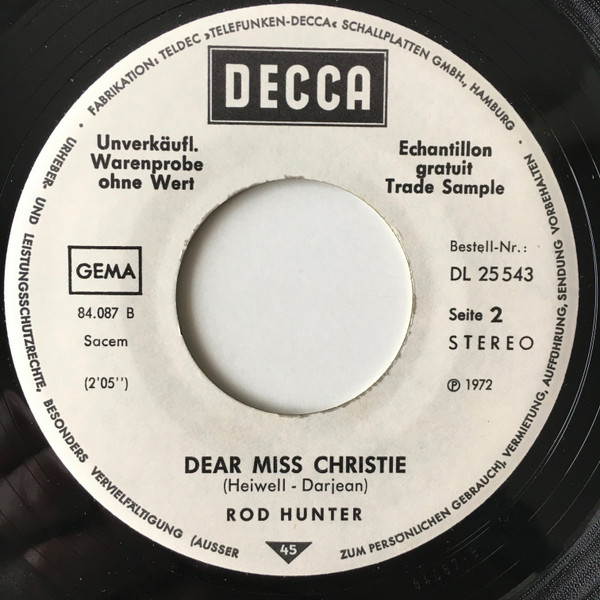 • FABRIKATION: TELDEC »TELEFUNKEN-DECCA« SCHALLPLATTEN GMBH, HAMBURG •
DECCA
Unverkäufl.
Warenprobe
ohne Wert
Echantillon
gratuit
Trade Sample
GEMA
84.087 B
Sacem
(2'05'')
Bestell-Nr.:
DL 25 543
Seite 2
STEREO
℗ 1972
DEAR MISS CHRISTIE
(Heiwell - Darjean)
ROD HUNTER
45
URHEBER- UND LEISTUNGSSCHUTZRECHTE, BESONDERS VERVIELFÄLTIGUNG (AUSSER ZUM PERSÖNLICHEN GEBRAUCH), VERMIETUNG, AUFFÜHRUNG, SENDUNG VORBEHALTEN